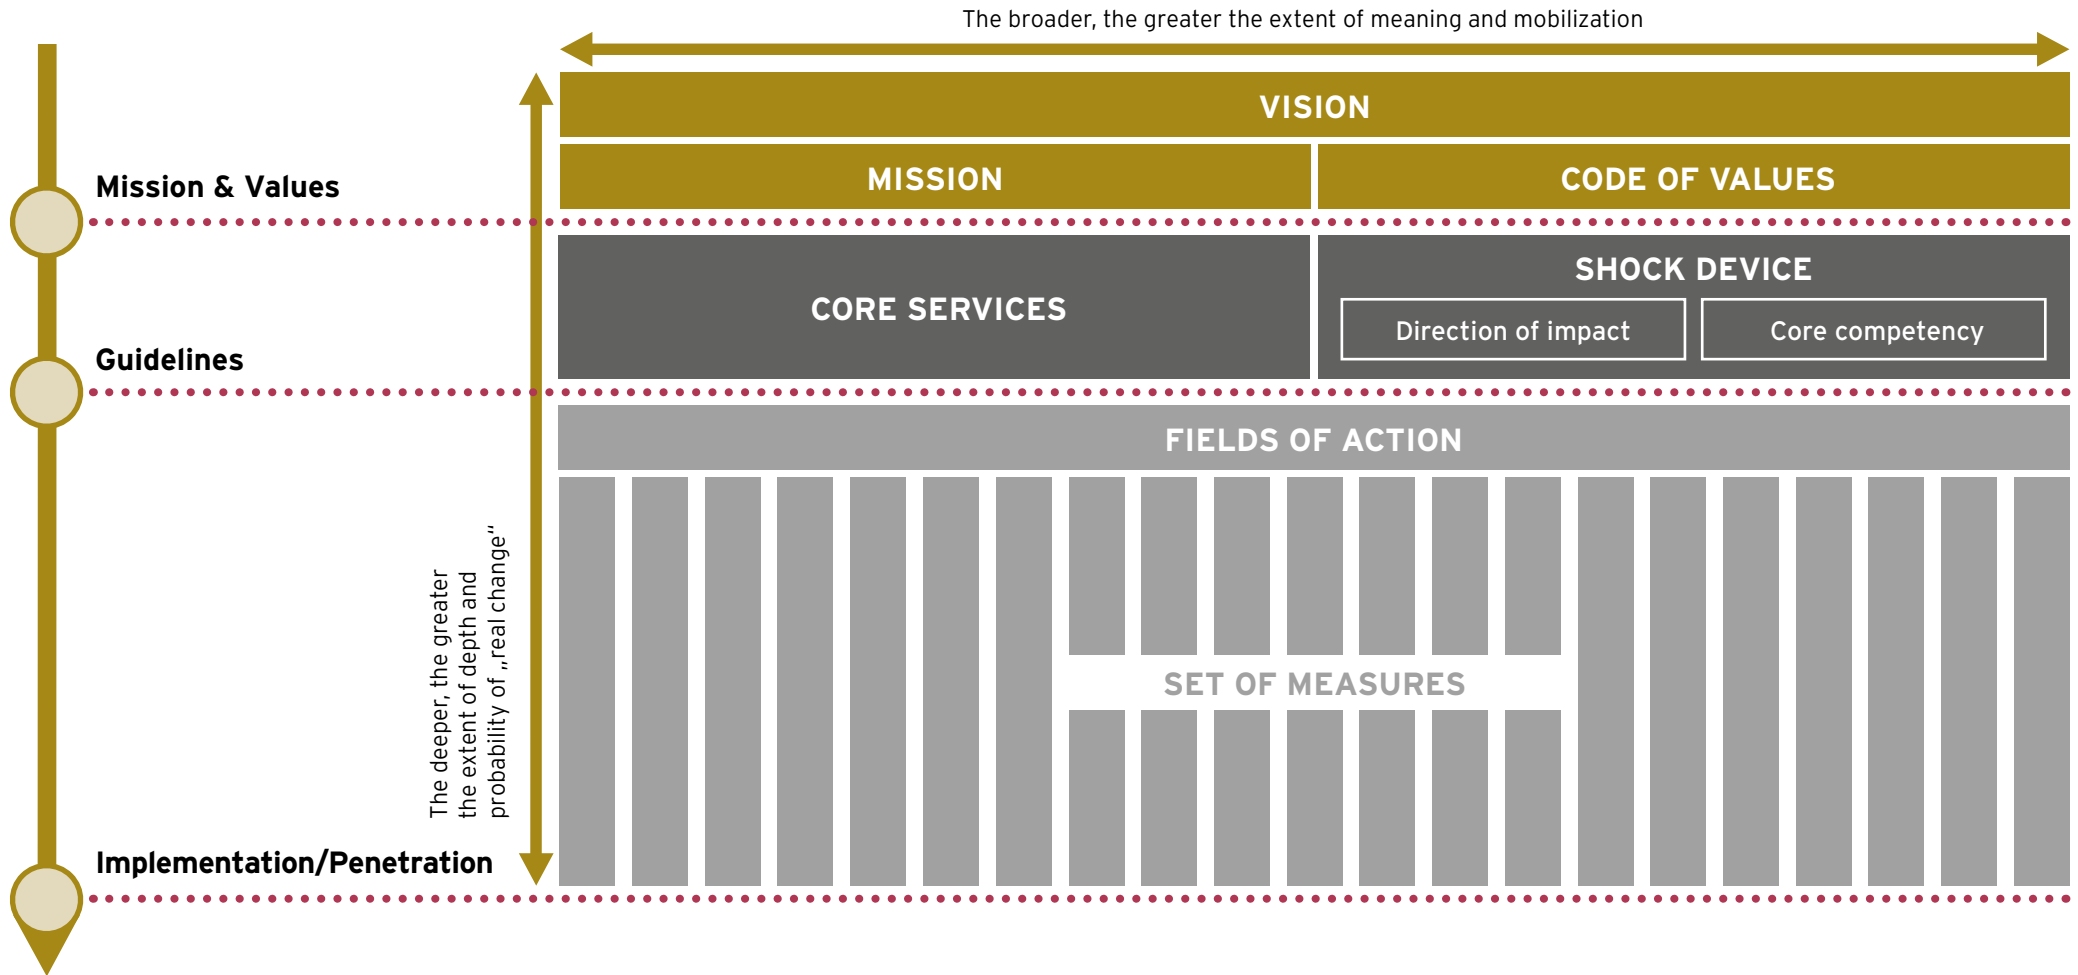 The broader, the greater the extent of meaning and mobilization
VISION
MISSION
CODE OF VALUES
Mission & Values
CORE SERVICES
SHOCK DEVICE
Direction of impact
Core competency
Guidelines
FIELDS OF ACTION
The deeper, the greater
the extent of depth and
probability of „real change“
SET OF MEASURES
Implementation/Penetration